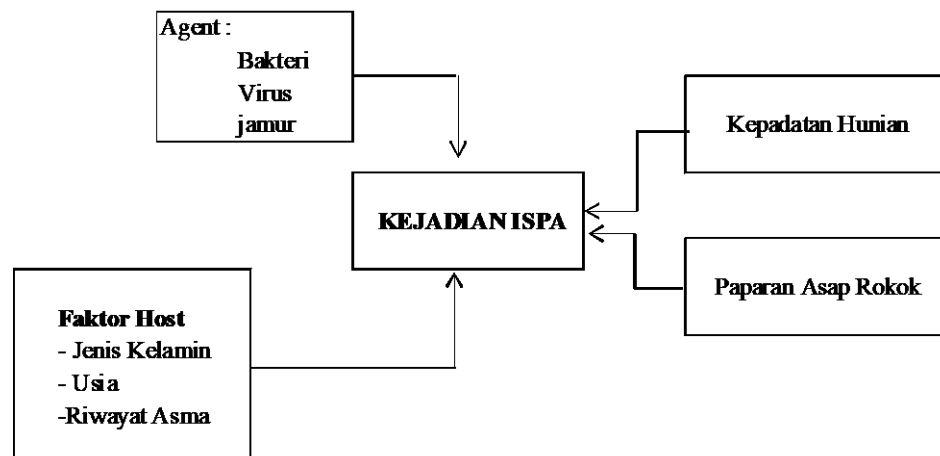 Agent :
Bakteri
Virus
jamur
Kepadatan Hunian
KEJADIAN ISPA
Paparan Asap Rokok
Faktor Host
- Jenis Kelamin
- Usia
-Riwayat Asma